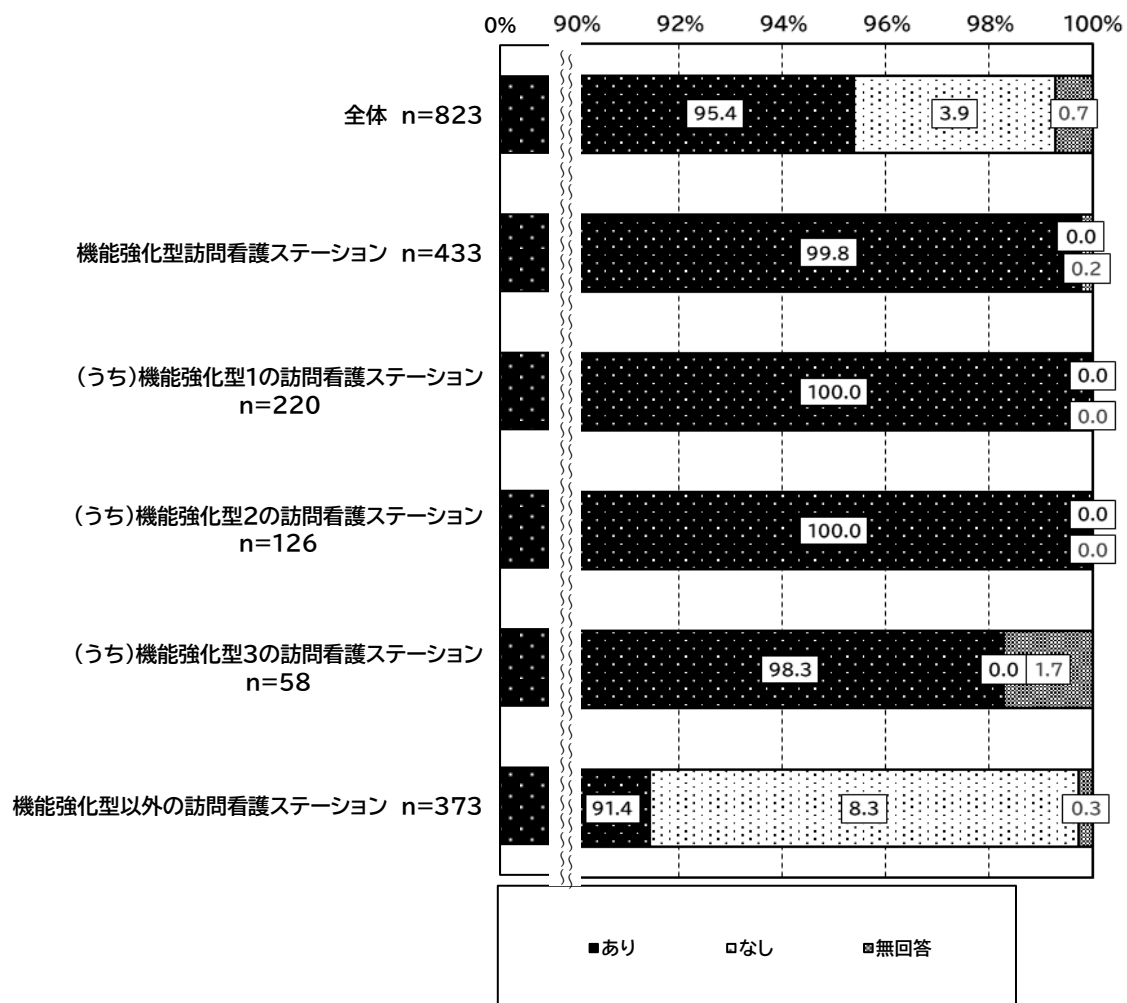 0% 90% 92% 94% 96% 98% 100%
全体 n=823
95.4 3.9 0.7
機能強化型訪問看護ステーション n=433
99.8 0.0
0.2
(うち)機能強化型1の訪問看護ステーション
n=220
100.0 0.0
0.0
(うち)機能強化型2の訪問看護ステーション
n=126
100.0 0.0
0.0
(うち)機能強化型3の訪問看護ステーション
n=58
98.3 0.0 1.7
機能強化型以外の訪問看護ステーション n=373
91.4 8.3 0.3
あり なし 無回答